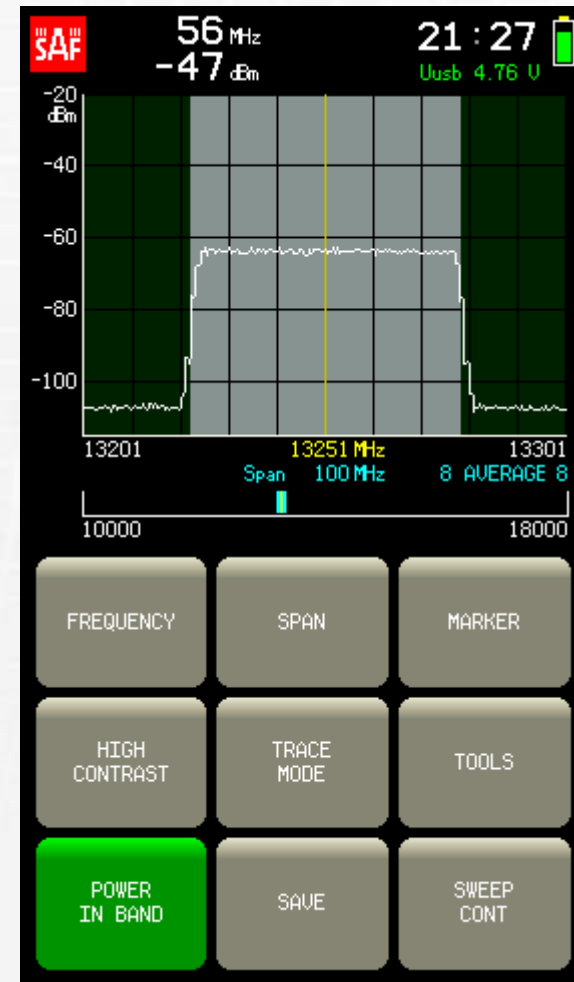 SAF
56 MHz
-47 dBm
21:27
Uusb 4.76 V
-20
dBm
-40
-60
-80
-100
13201 13251 MHz 13301
Span 100 MHz 8 AVERAGE 8
10000 18000
FREQUENCY SPAN MARKER
HIGH CONTRAST
TRACE MODE
TOOLS
POWER IN BAND
SAVE
SWEEP CONT